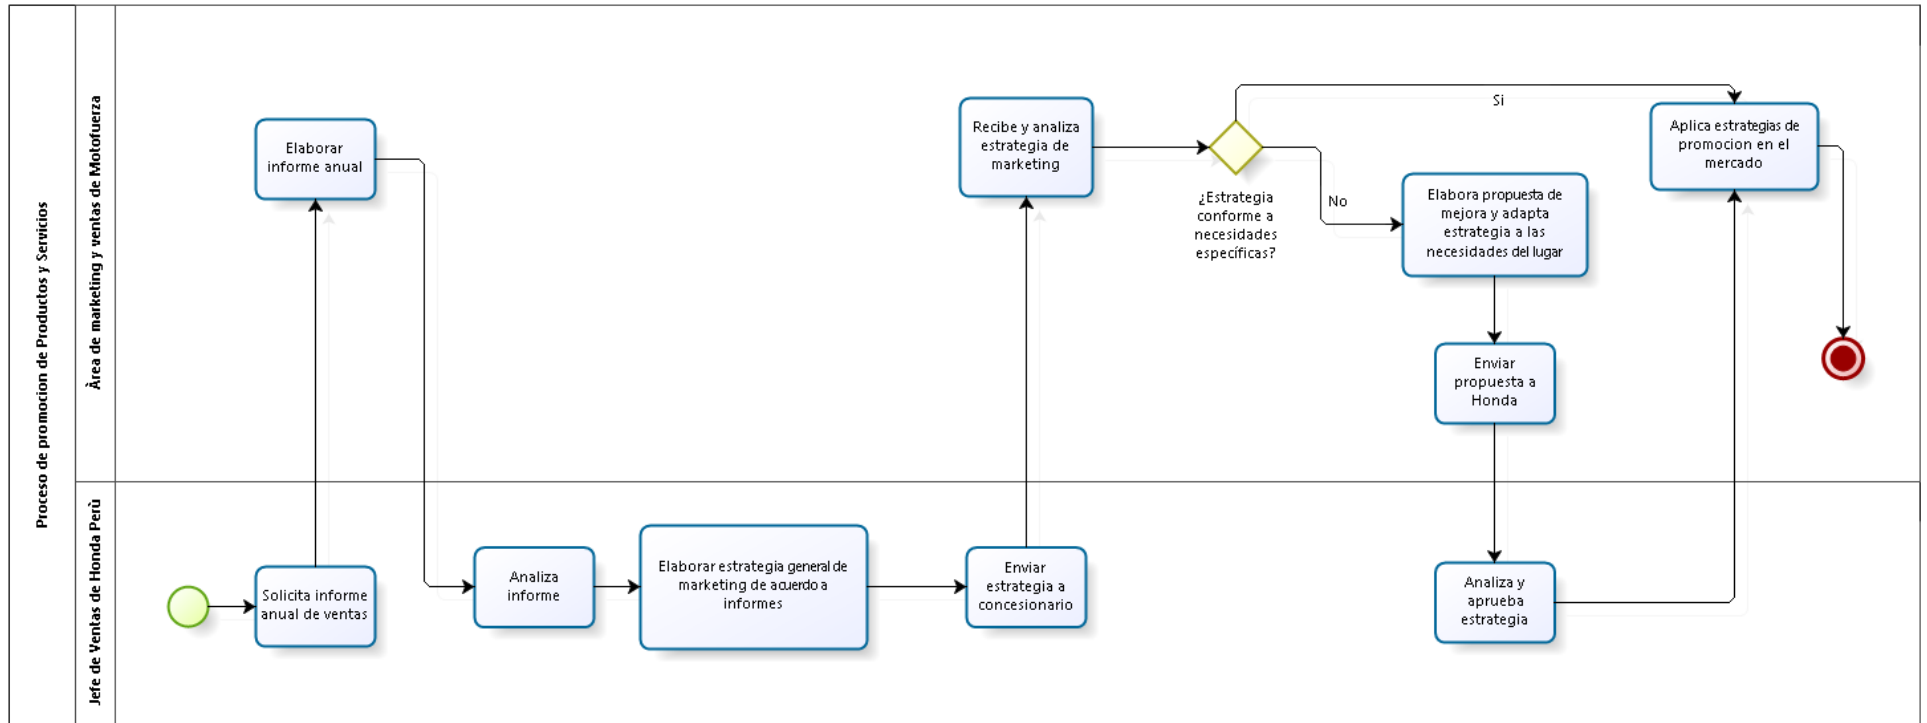 Proceso de promocion de Productos y Servicios
Àrea de marketing y ventas de Motofuerza
Elaborar
informe anual
Recibe y analiza
estrategia de
marketing
¿Estrategia
conforme a
necesidades
específicas?
Si
No
Aplica estrategias de
promocion en el
mercado
Elabora propuesta de
mejora y adapta
estrategia a las
necesidades del lugar
Enviar
propuesta a
Honda
Jefe de Ventas de Honda Perù
Solicita informe
anual de ventas
Analiza
informe
Elaborar estrategia general de
marketing de acuerdo a
informes
Enviar
estrategia a
concesionario
Analiza y
aprueba
estrategia